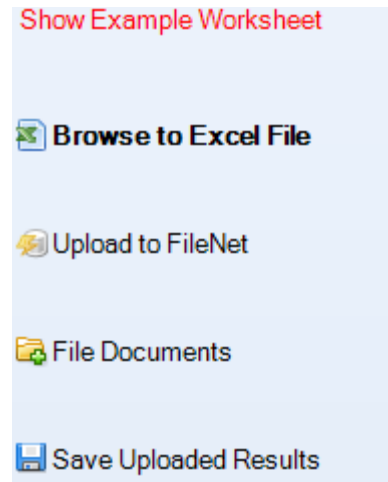 Show Example Worksheet
Browse to Excel File
Upload to FileNet
File Documents
Save Uploaded Results